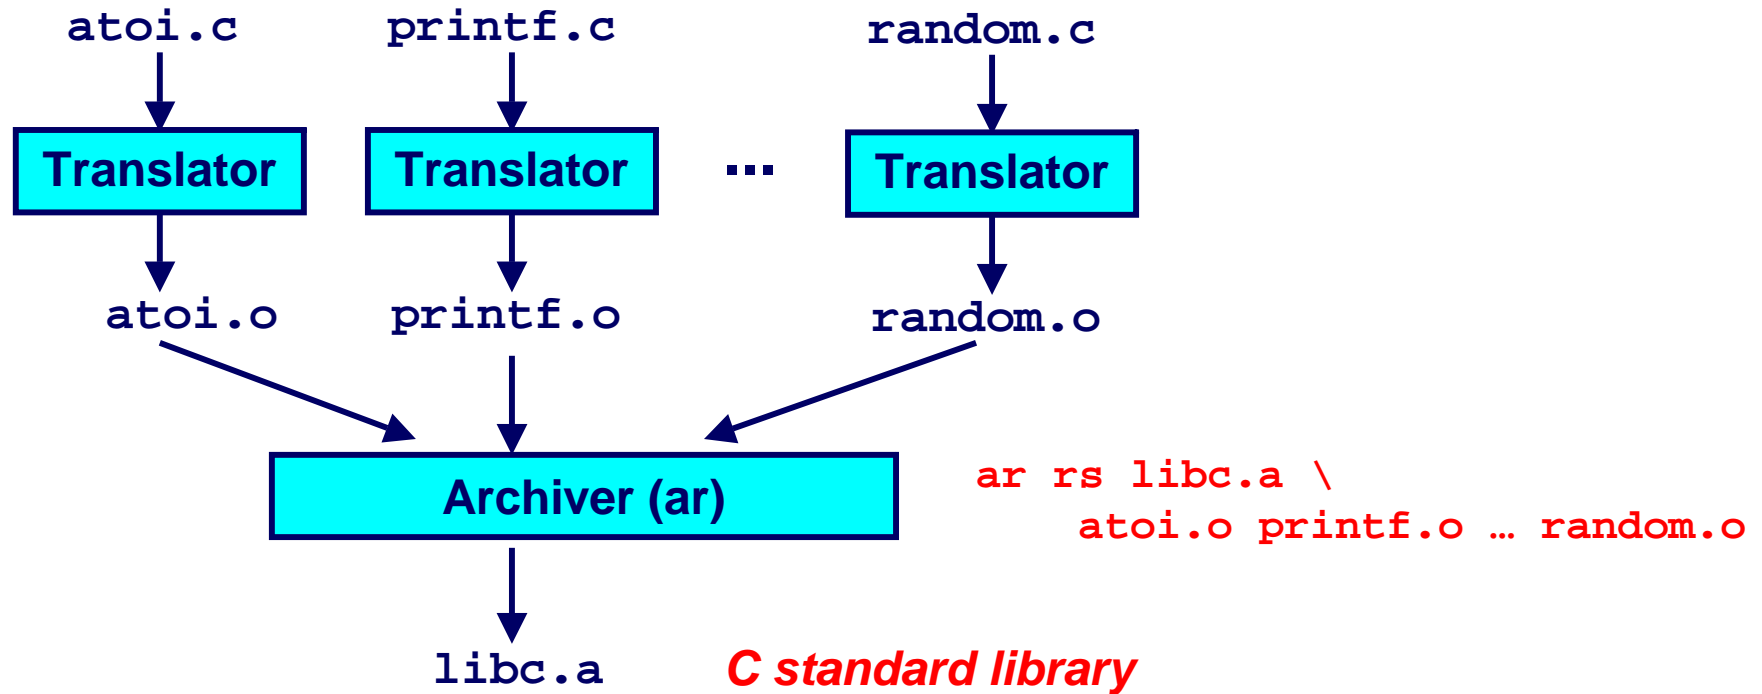 atoi.c printf.c random.c
Translator Translator ... Translator
atoi.o printf.o random.o
Archiver (ar)
ar rs libc.a \
atoi.o printf.o … random.o
libc.a C standard library